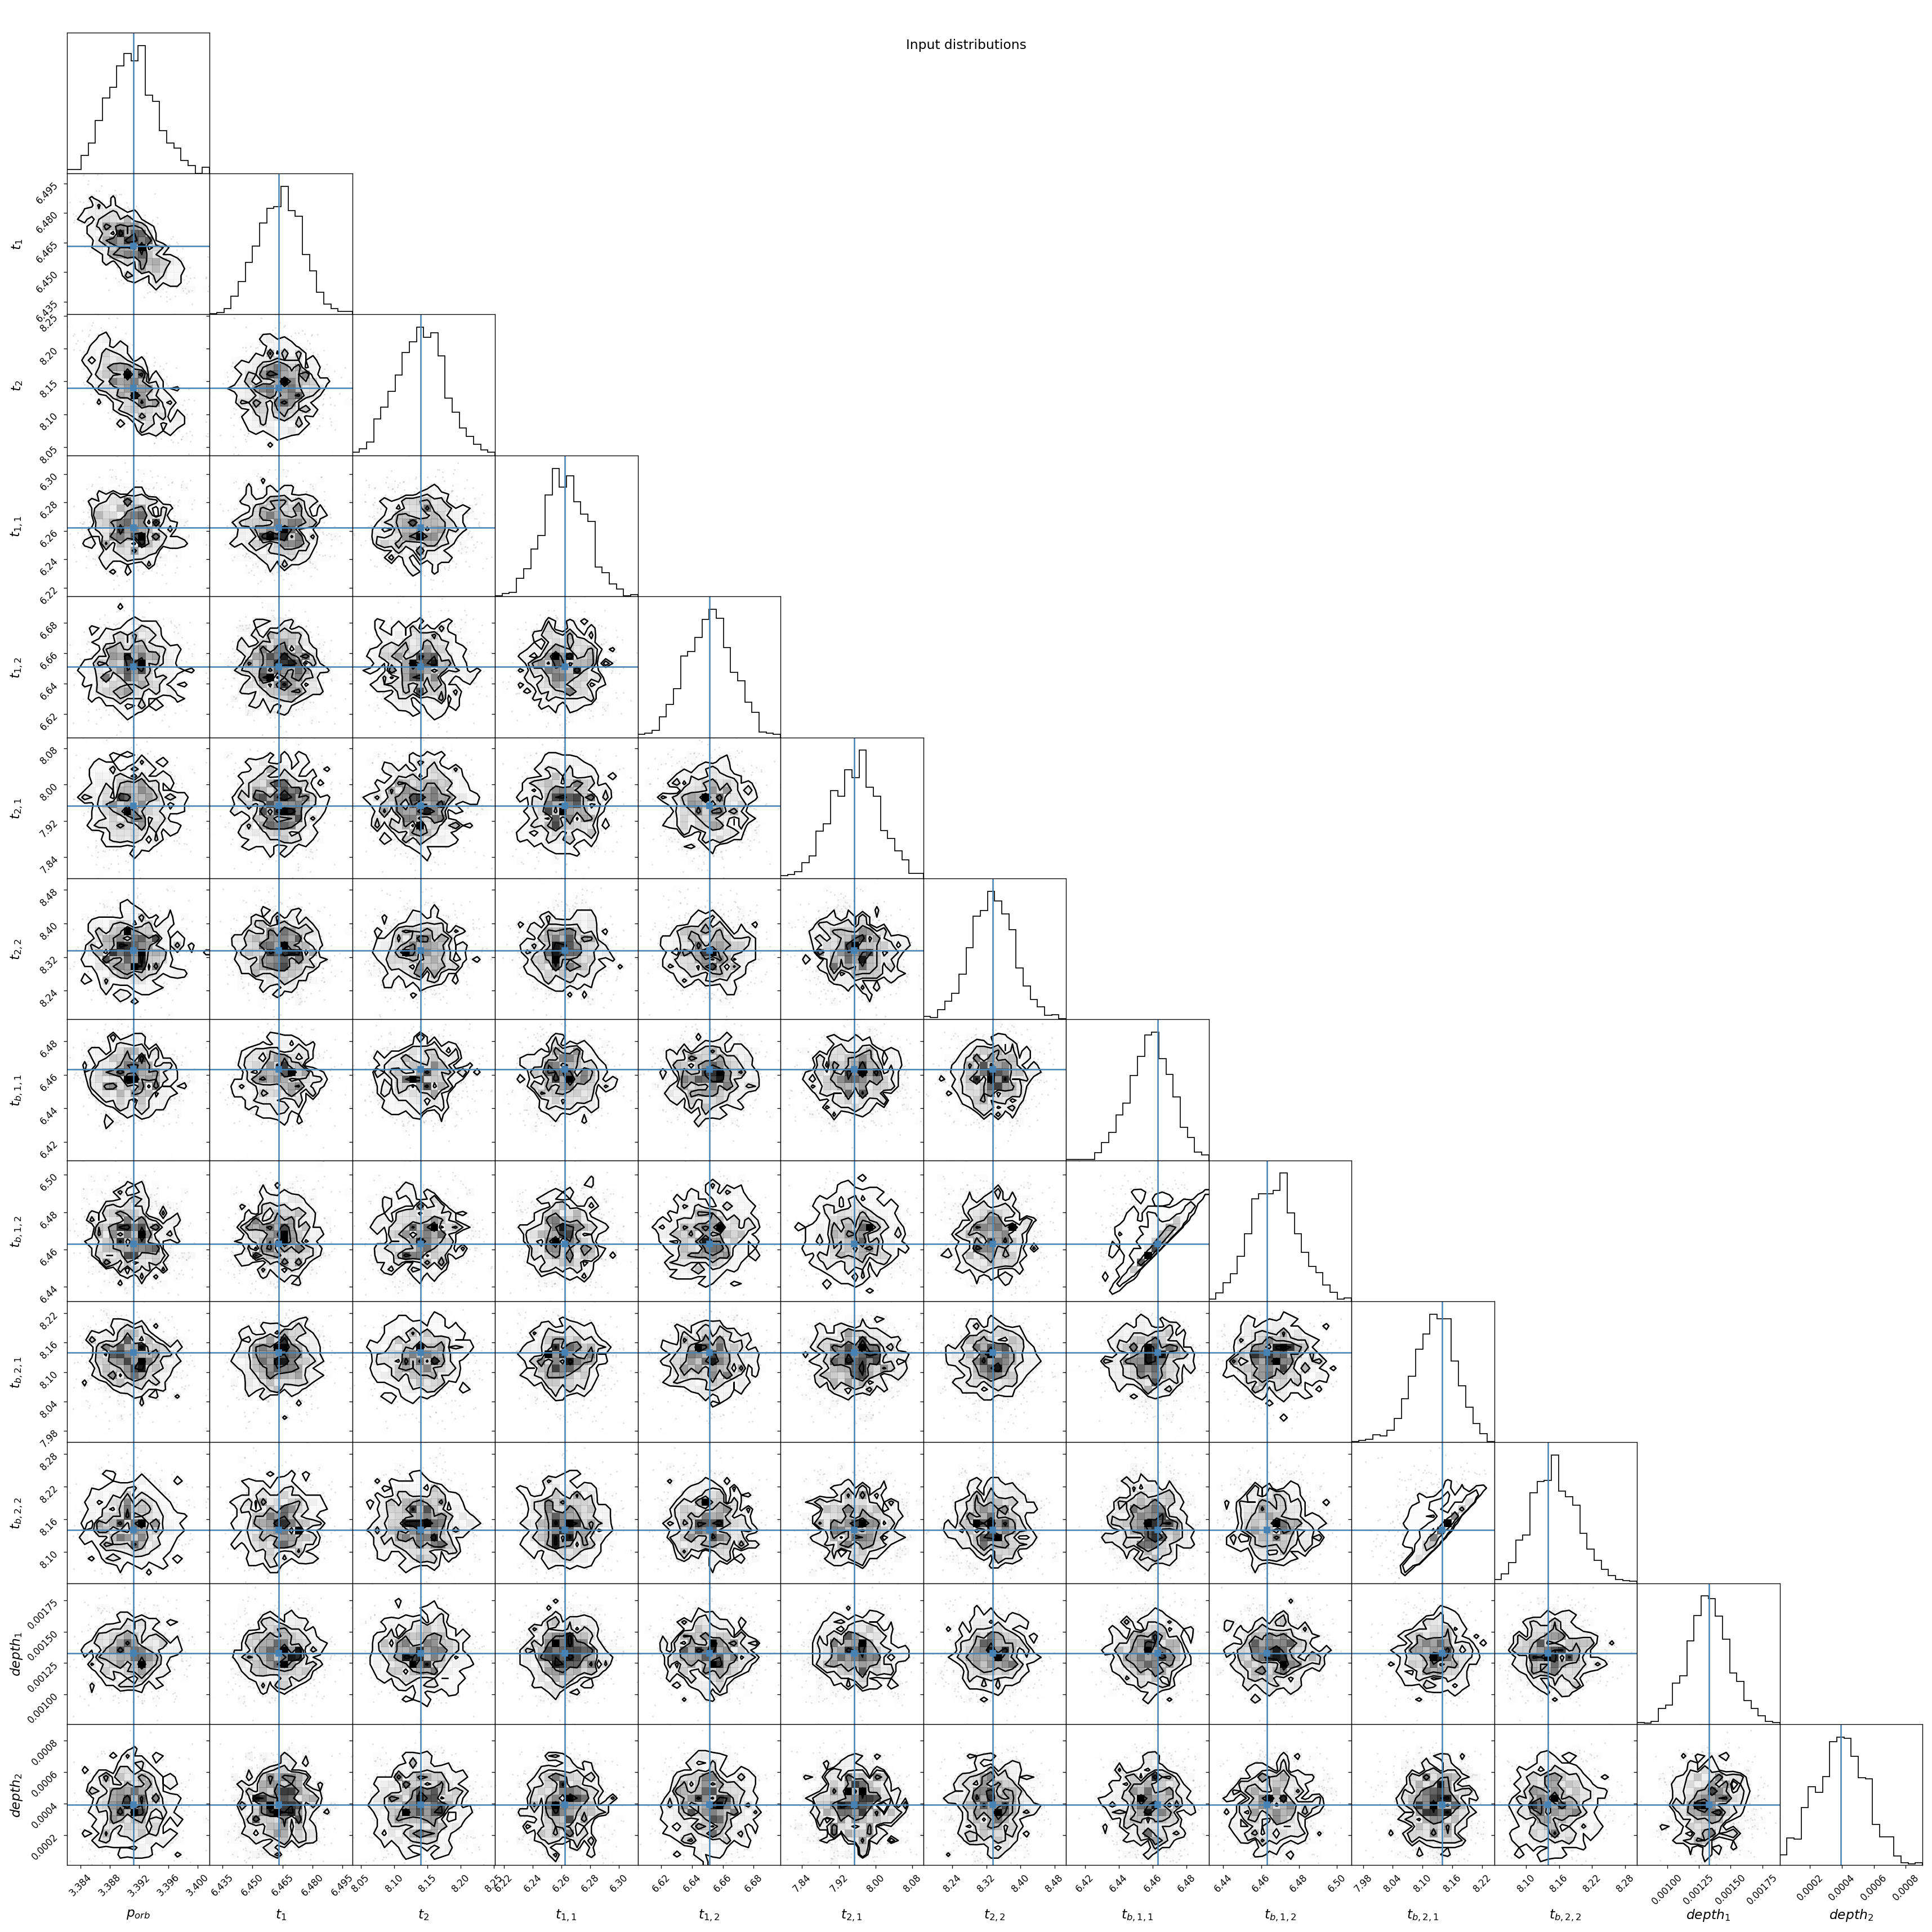 Input distributions
6.495
6.480
6.465
6.450
6.435
t_1
8.25
8.20
8.15
8.10
8.05
t_2
6.30
6.28
6.26
6.24
6.22
t_{1,1}
6.68
6.66
6.64
6.62
t_{1,2}
8.08
8.00
7.92
7.84
t_{2,1}
8.48
8.40
8.32
8.24
t_{2,2}
6.48
6.46
6.44
6.42
t_{b,1,1}
6.50
6.48
6.46
6.44
t_{b,1,2}
8.22
8.16
8.10
8.04
7.98
t_{b,2,1}
8.28
8.22
8.16
8.10
t_{b,2,2}
0.00175
0.00150
0.00125
0.00100
depth_1
0.0008
0.0006
0.0004
0.0002
depth_2
3.384 3.388 3.392 3.396 3.400
6.435 6.450 6.465 6.480 6.495
8.05 8.10 8.15 8.20 8.25
6.22 6.24 6.26 6.28 6.30
6.62 6.64 6.66 6.68
7.84 7.92 8.00 8.08
8.24 8.32 8.40 8.48
6.42 6.44 6.46 6.48
6.44 6.46 6.48 6.50
7.98 8.04 8.10 8.16 8.22
8.10 8.16 8.22 8.28
0.00100 0.00125 0.00150 0.00175
0.0002 0.0004 0.0006 0.0008
p_{orb} t_1 t_2 t_{1,1} t_{1,2} t_{2,1} t_{2,2} t_{b,1,1} t_{b,1,2} t_{b,2,1} t_{b,2,2} depth_1 depth_2